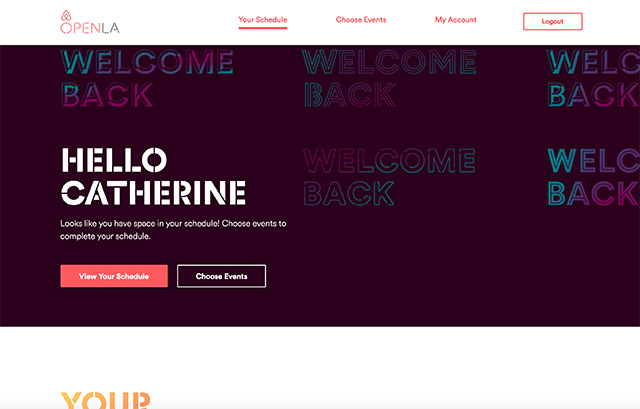 OPENLA
Your Schedule
Choose Events
My Account
Logout
WELCOME
BACK
WELCOME
BACK
WELC
BACK
HELLO
CATHERINE
Looks like you have space in your schedule! Choose events to
complete your schedule.
WELCOME
BACK
WELC
BACK
View Your Schedule
Choose Events
YOUR